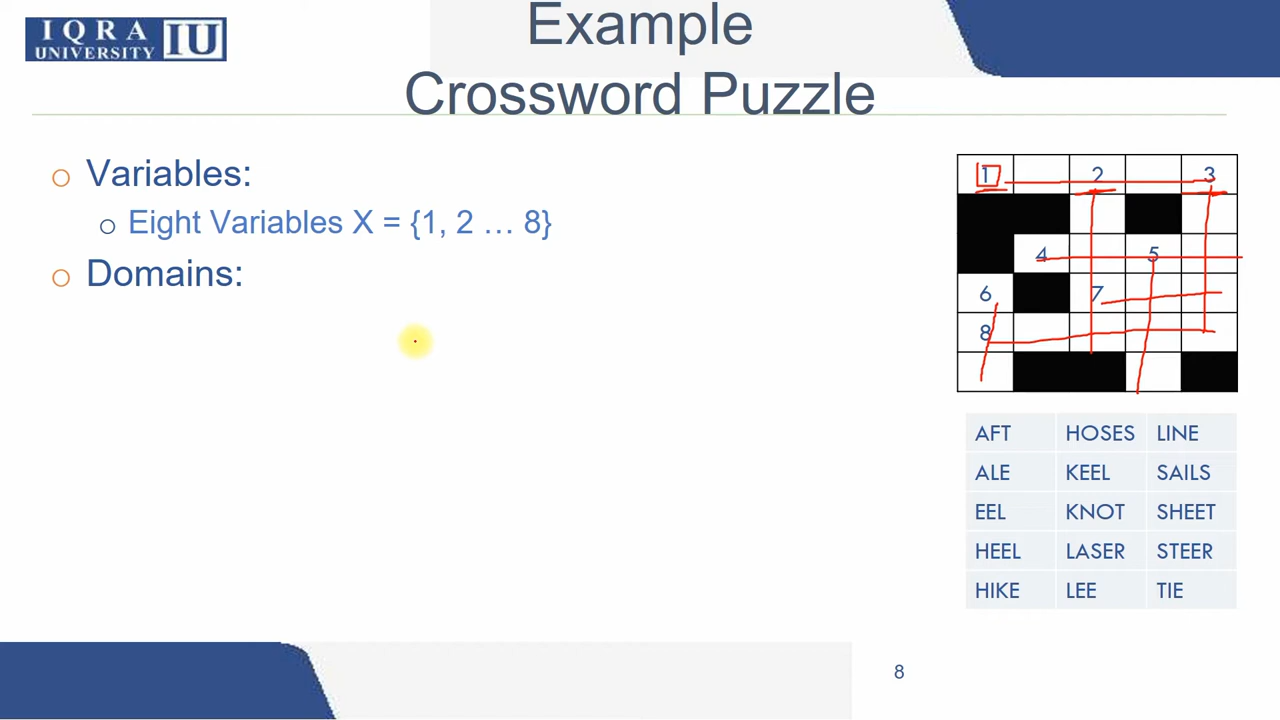 IQRA
UNIVERSITY IU
Example
Crossword Puzzle
Variables:
Eight Variables X = {1, 2 … 8}
Domains:
1 2 3
4 5
6 7
8
AFT HOSES LINE
ALE KEEL SAILS
EEL KNOT SHEET
HEEL LASER STEER
HIKE LEE TIE
8